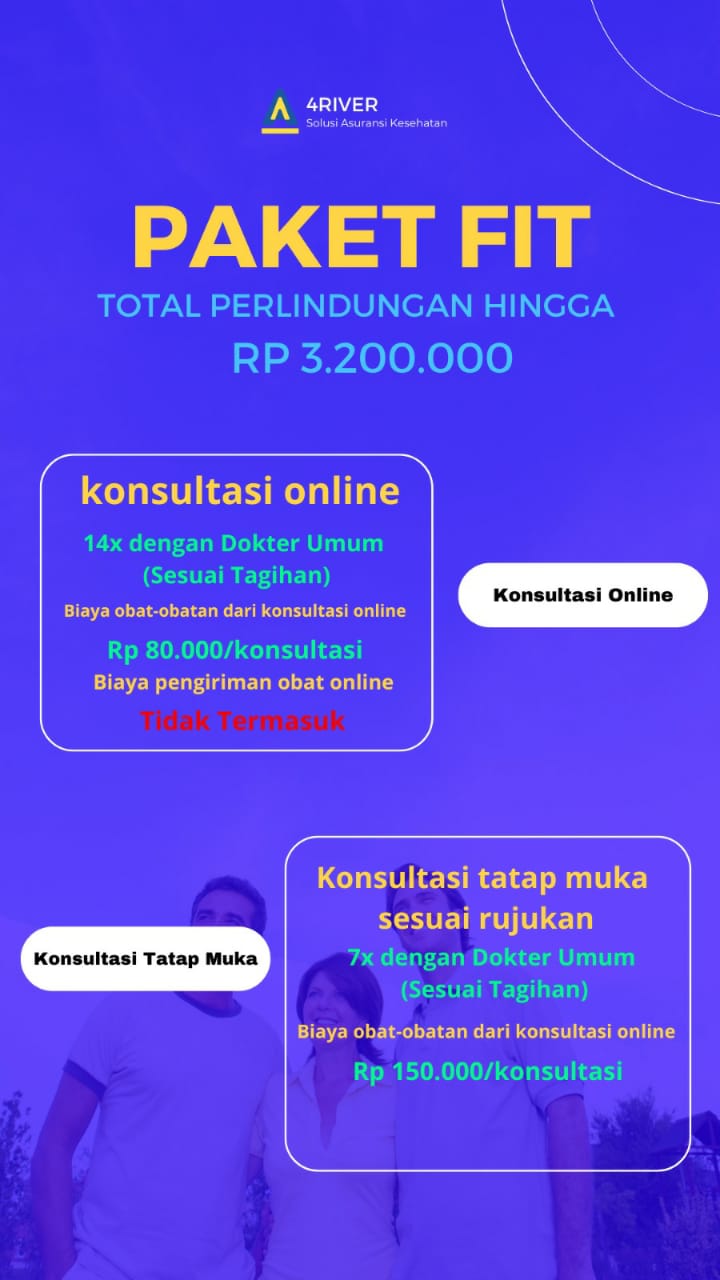 4RIVER
Solusi Asuransi Kesehatan
PAKET FIT
TOTAL PERLINDUNGAN HINGGA
RP 3.200.000
konsultasi online
14x dengan Dokter Umum
(Sesuai Tagihan)
Biaya obat-obatan dari konsultasi online
Rp 80.000/konsultasi
Biaya pengiriman obat online
Tidak Termasuk
Konsultasi Online
Konsultasi Tatap Muka
Konsultasi tatap muka
sesuai rujukan
7x dengan Dokter Umum
(Sesuai Tagihan)
Biaya obat-obatan dari konsultasi online
Rp 150.000/konsultasi